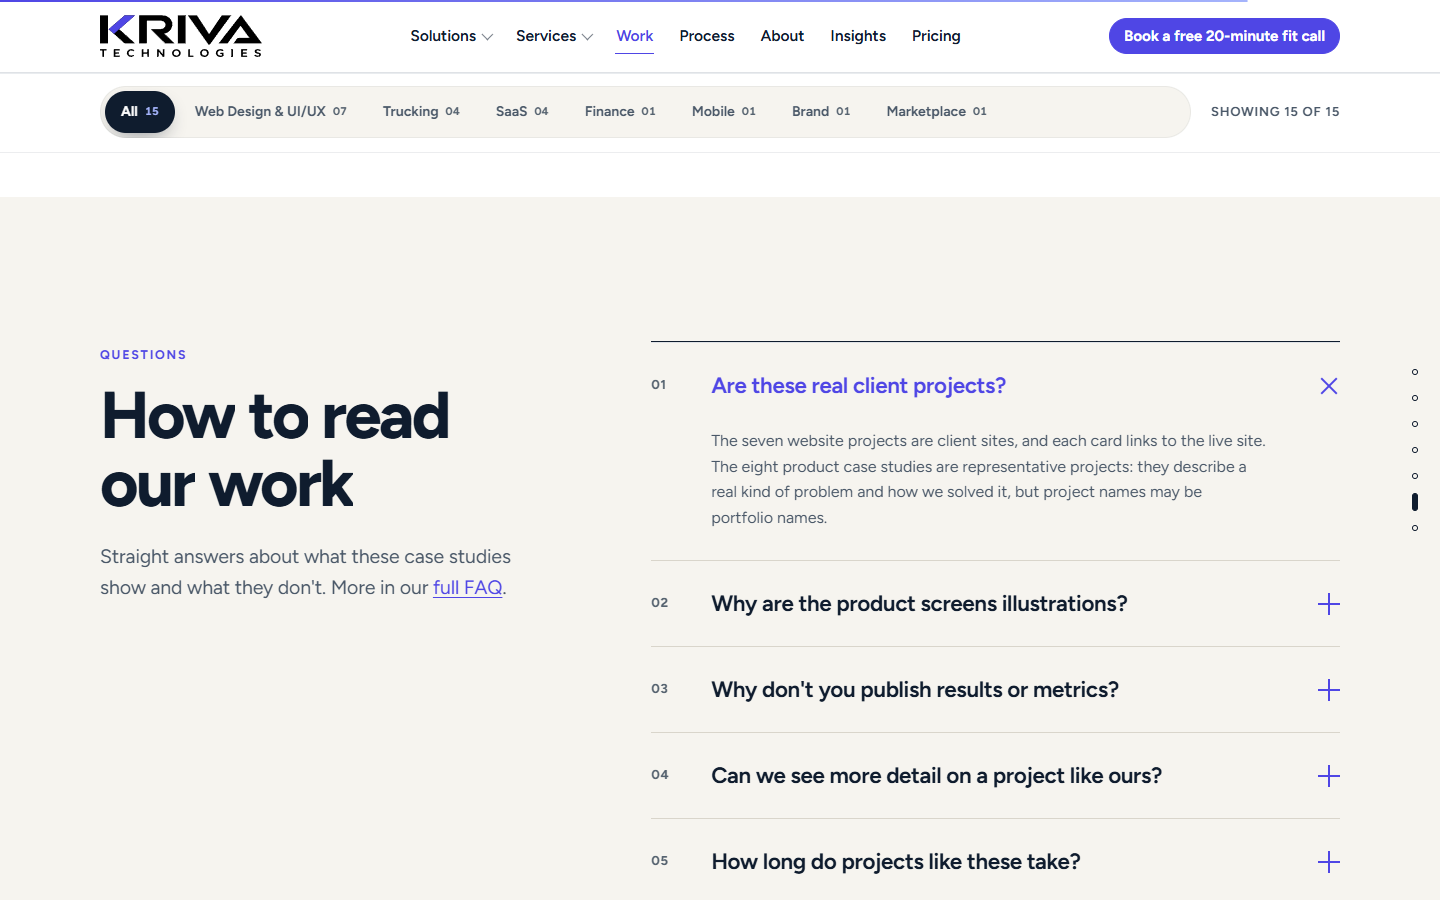 KRIVA
TECHNOLOGIES
Solutions
Services
Work
Process
About
Insights
Pricing
Book a free 20-minute fit call
All 15
Web Design & UI/UX 07
Trucking 04
SaaS 04
Finance 01
Mobile 01
Brand 01
Marketplace 01
SHOWING 15 OF 15
QUESTIONS
How to read
our work
Straight answers about what these case studies
show and what they don't. More in our full FAQ.
01 Are these real client projects?
The seven website projects are client sites, and each card links to the live site.
The eight product case studies are representative projects: they describe a
real kind of problem and how we solved it, but project names may be
portfolio names.
02 Why are the product screens illustrations?
03 Why don't you publish results or metrics?
04 Can we see more detail on a project like ours?
05 How long do projects like these take?